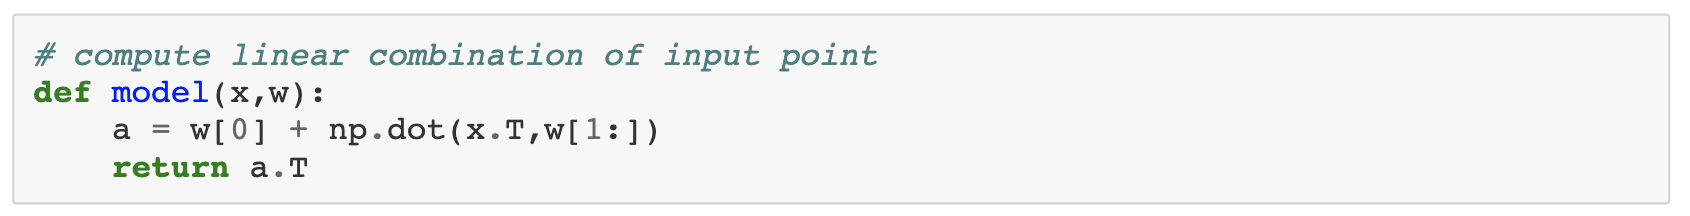 # compute linear combination of input point
def model(x,w):
    a = w[0] + np.dot(x.T,w[1:])
    return a.T